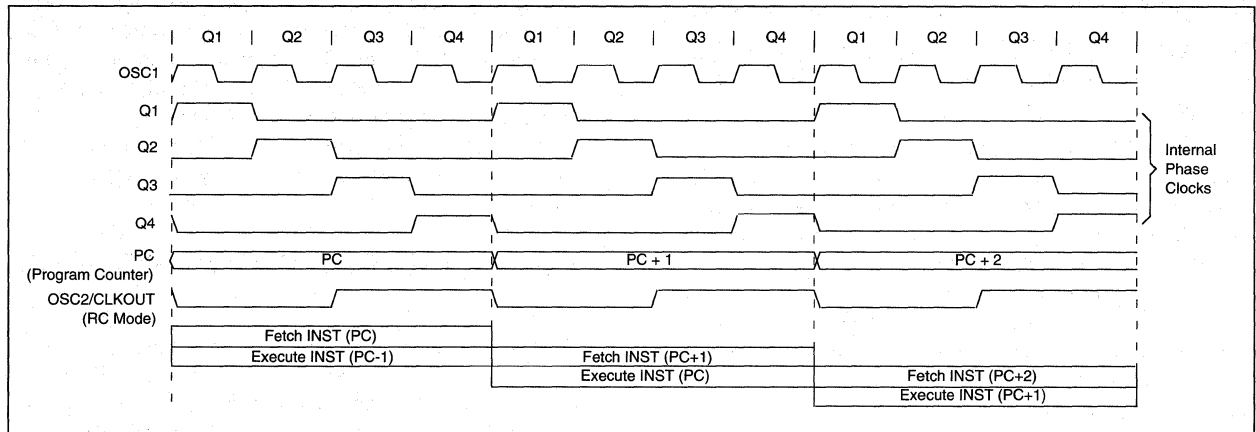 Q1 | Q2 | Q3 | Q4 | Q1 | Q2 | Q3 | Q4 | Q1 | Q2 | Q3 | Q4
OSC1
Q1
Q2
Q3
Q4
Internal
Phase
Clocks
PC
(Program Counter)
PC
PC + 1
PC + 2
OSC2/CLKOUT
(RC Mode)
Fetch INST (PC)
Execute INST (PC-1)
Fetch INST (PC+1)
Execute INST (PC)
Fetch INST (PC+2)
Execute INST (PC+1)